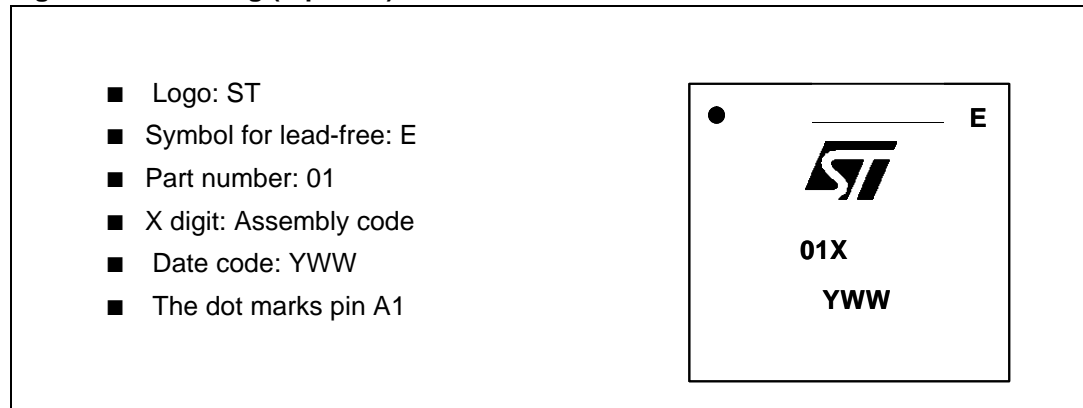 ■ Logo: ST
■ Symbol for lead-free: E
■ Part number: 01
■ X digit: Assembly code
■ Date code: YWW
■ The dot marks pin A1
E
ST
01X
YWW